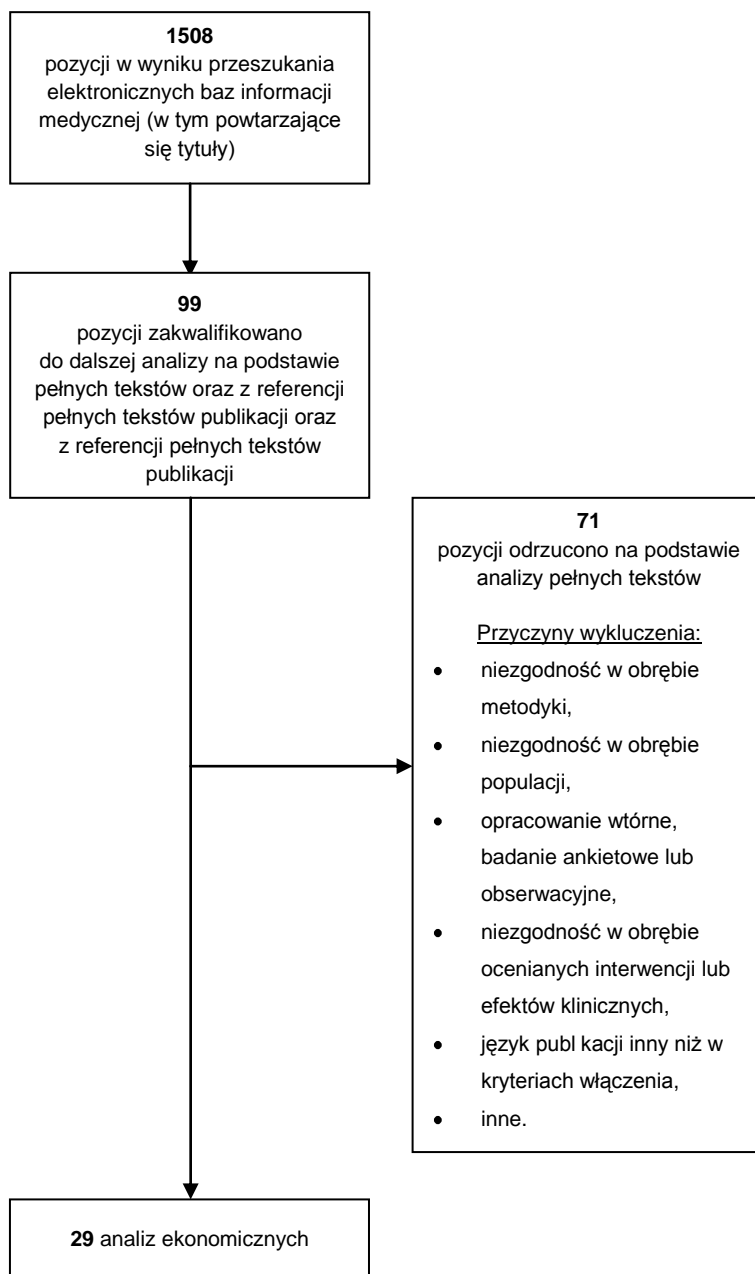 1508
pozycji w wyniku przeszukania
elektronicznych baz informacji
medycznej (w tym powtarzające
się tytuły)
99
pozycji zakwalifikowano
do dalszej analizy na podstawie
pełnych tekstów oraz z referencji
pełnych tekstów publikacji oraz
z referencji pełnych tekstów
publikacji
71
pozycji odrzucono na podstawie
analizy pełnych tekstów
Przyczyny wykluczenia:
• niezgodność w obrębie
metodyki,
• niezgodność w obrębie
populacji,
• opracowanie wtórne,
badanie ankietowe lub
obserwacyjne,
• niezgodność w obrębie
ocenianych interwencji lub
efektów klinicznych,
• język publ kacji inny niż w
kryteriach włączenia,
• inne.
29 analiz ekonomicznych